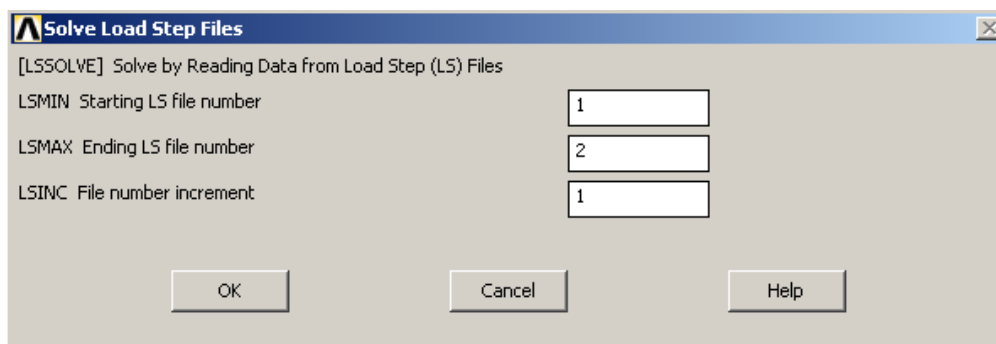 Solve Load Step Files
[LSSOLVE] Solve by Reading Data from Load Step (LS) Files
LSMIN Starting LS file number 1
LSMAX Ending LS file number 2
LSINC File number increment 1
OK Cancel Help